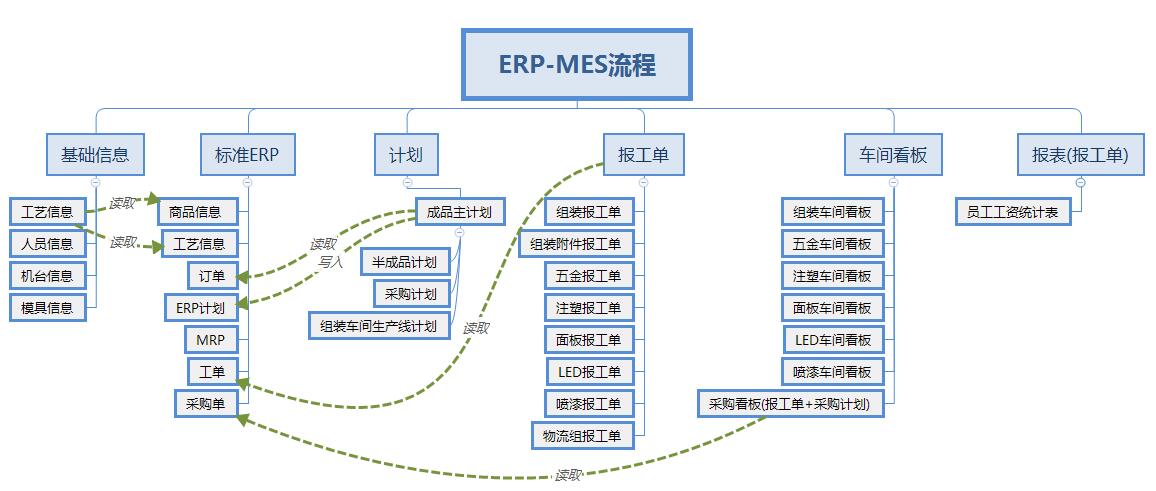 ERP-MES流程
基础信息
标准ERP
计划
报工单
车间看板
报表(报工单)
工艺信息
人员信息
机台信息
模具信息
读取
读取
商品信息
工艺信息
订单
ERP计划
MRP
工单
采购单
成品主计划
半成品计划
采购计划
组装车间生产线计划
读取
写入
读取
组装报工单
组装附件报工单
五金报工单
注塑报工单
面板报工单
LED报工单
喷漆报工单
物流组报工单
组装车间看板
五金车间看板
注塑车间看板
面板车间看板
LED车间看板
喷漆车间看板
采购看板(报工单+采购计划)
读取
员工工资统计表